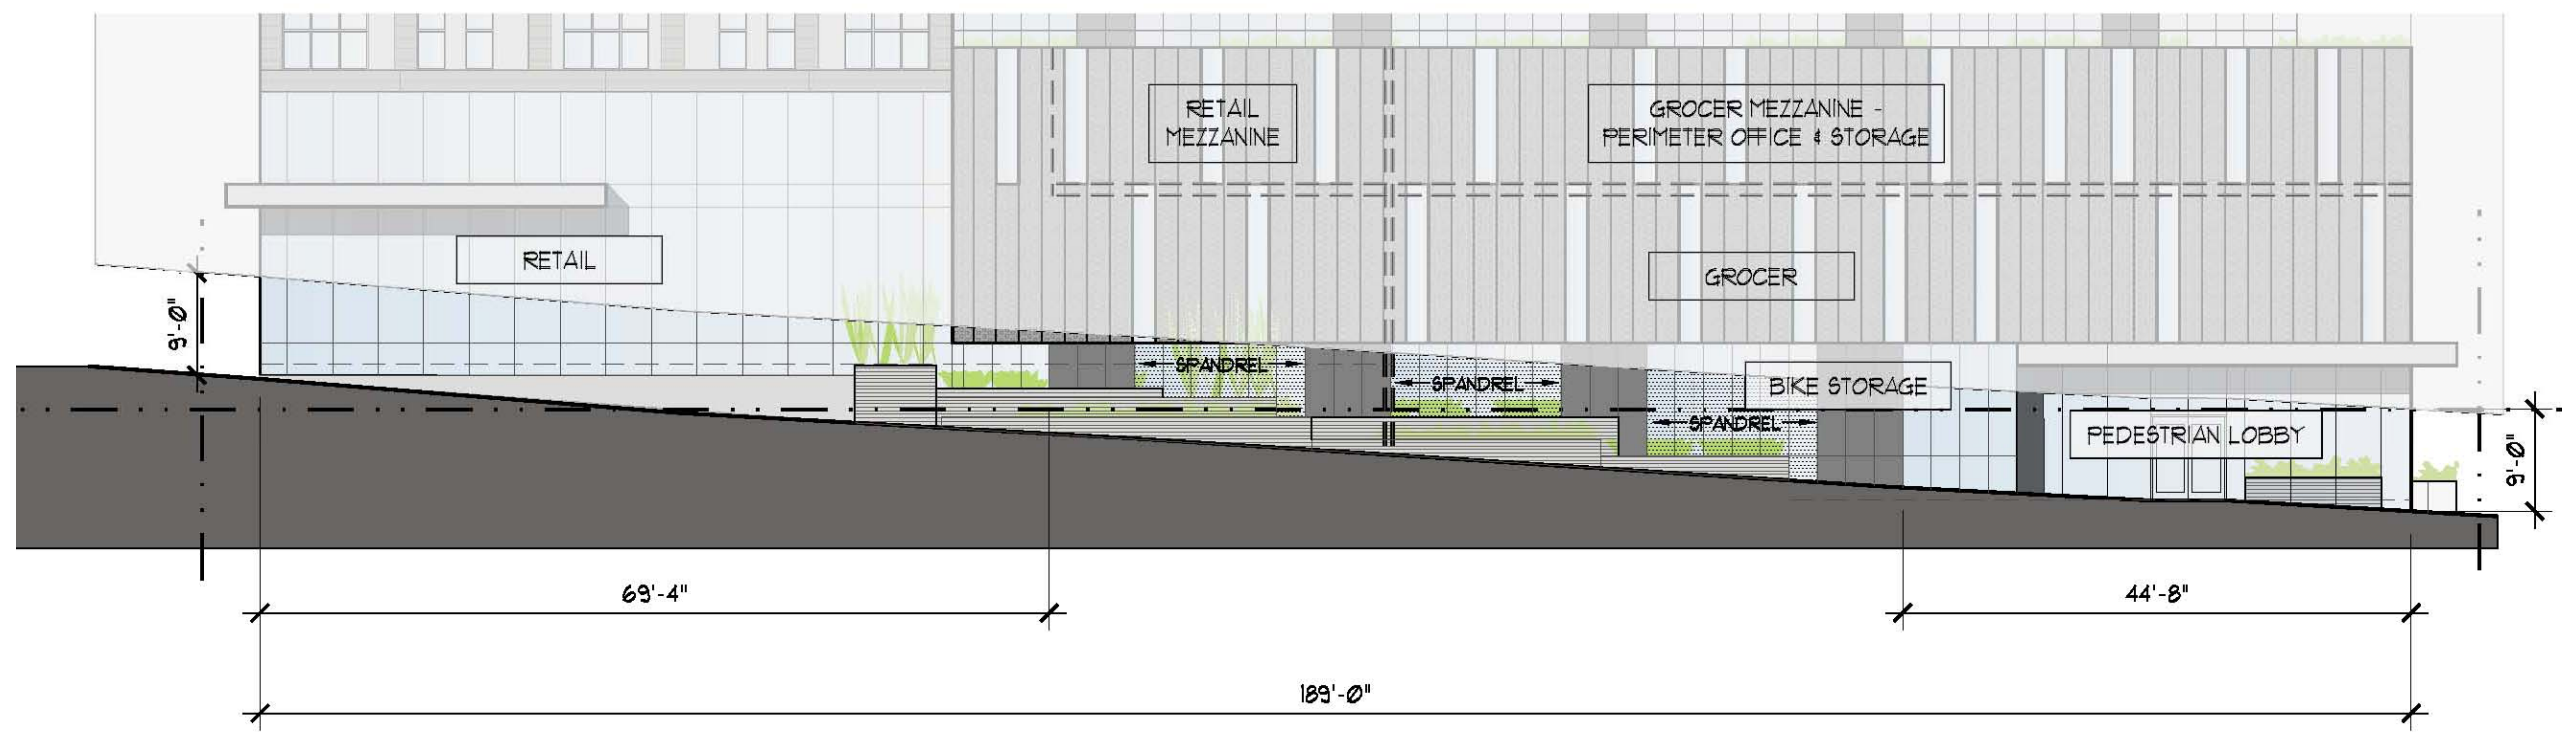 RETAIL
MEZZANINE
GROCER MEZZANINE -
PERIMETER OFFICE & STORAGE
RETAIL
GROCER
9'-0"
SPANDREL
SPANDREL
BIKE STORAGE
SPANDREL
PEDESTRIAN LOBBY
9'-0"
69'-4"
44'-8"
189'-0"